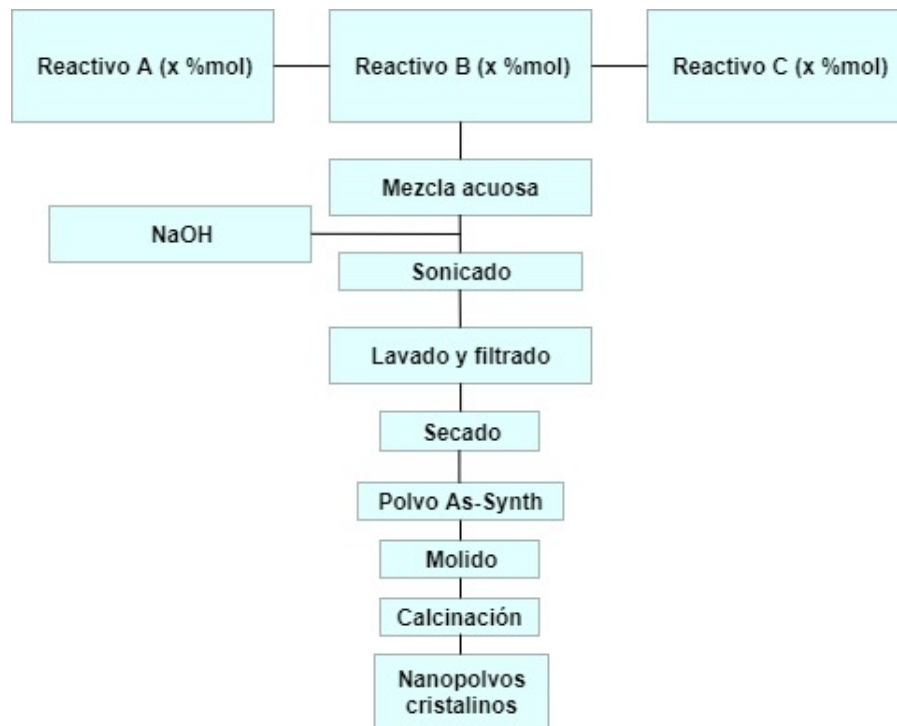 Reactivo A (x %mol)
Reactivo B (x %mol)
Reactivo C (x %mol)
Mezcla acuosa
NaOH
Sonicado
Lavado y filtrado
Secado
Polvo As-Synth
Molido
Calcinación
Nanopolvos
cristalinos